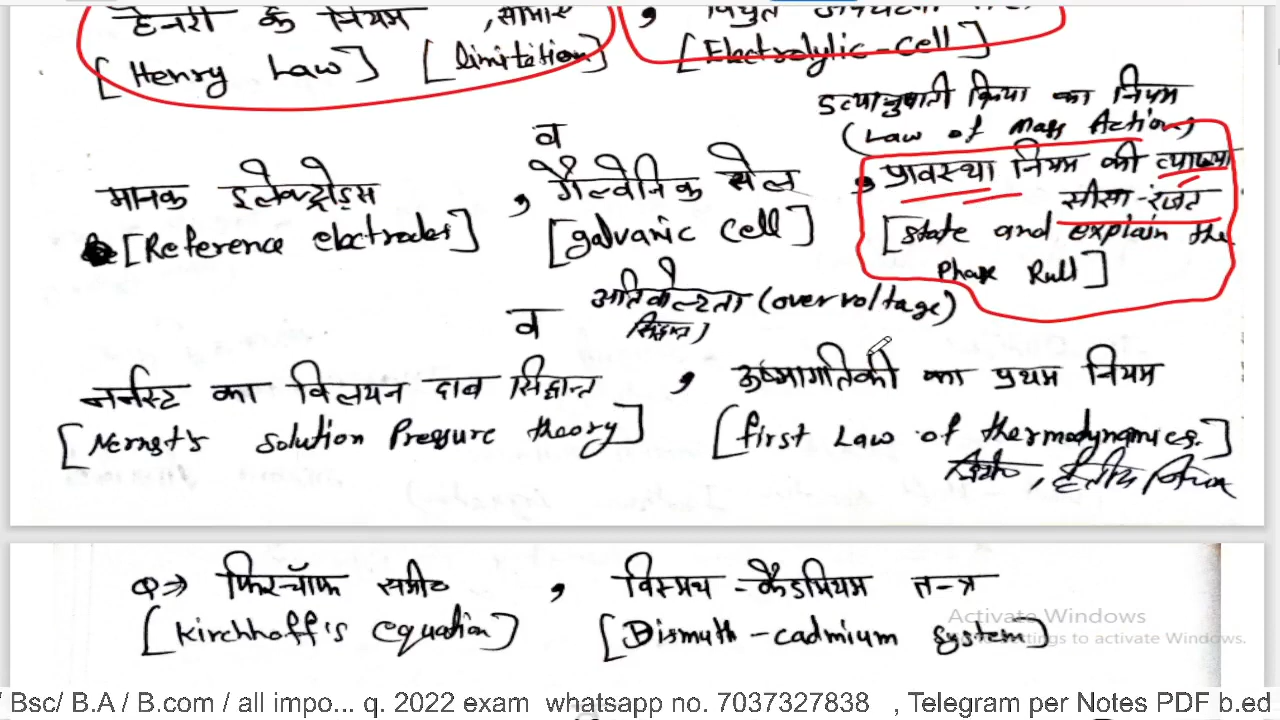 हेनरी के नियम , सीमाएं , विधुत अपघटनी सेल
[Henry Law] [limitation] [Electrolytic-cell]
द्रव्यानुपाती क्रिया का नियम
(Law of Mass Action)
व
मानक इलेक्ट्रोड्स , गैल्वेनिक सेल , प्रावस्था नियम की व्याख्या
सीसा-रजत
[Reference electrodes] [galvanic cell] [state and explain the
Phase Rull]
व अतिवोल्टता (overvoltage)
सिद्धान्त)
नर्नस्ट का विलयन दाब सिद्धान्त , ऊष्मागतिकी का प्रथम नियम
[Nernst's Solution Pressure theory] [first Law of thermodynamics.]
, द्वितीय नियम
Q⇒ किरचॉफ समी० , विस्मथ-कैडमियम तन्त्र
[Kirchhoff's equation] [Bismuth-cadmium system]
Activate Windows
to activate Windows.
/ Bsc/ B.A / B.com / all impo... q. 2022 exam whatsapp no. 7037327838 , Telegram per Notes PDF b.ed